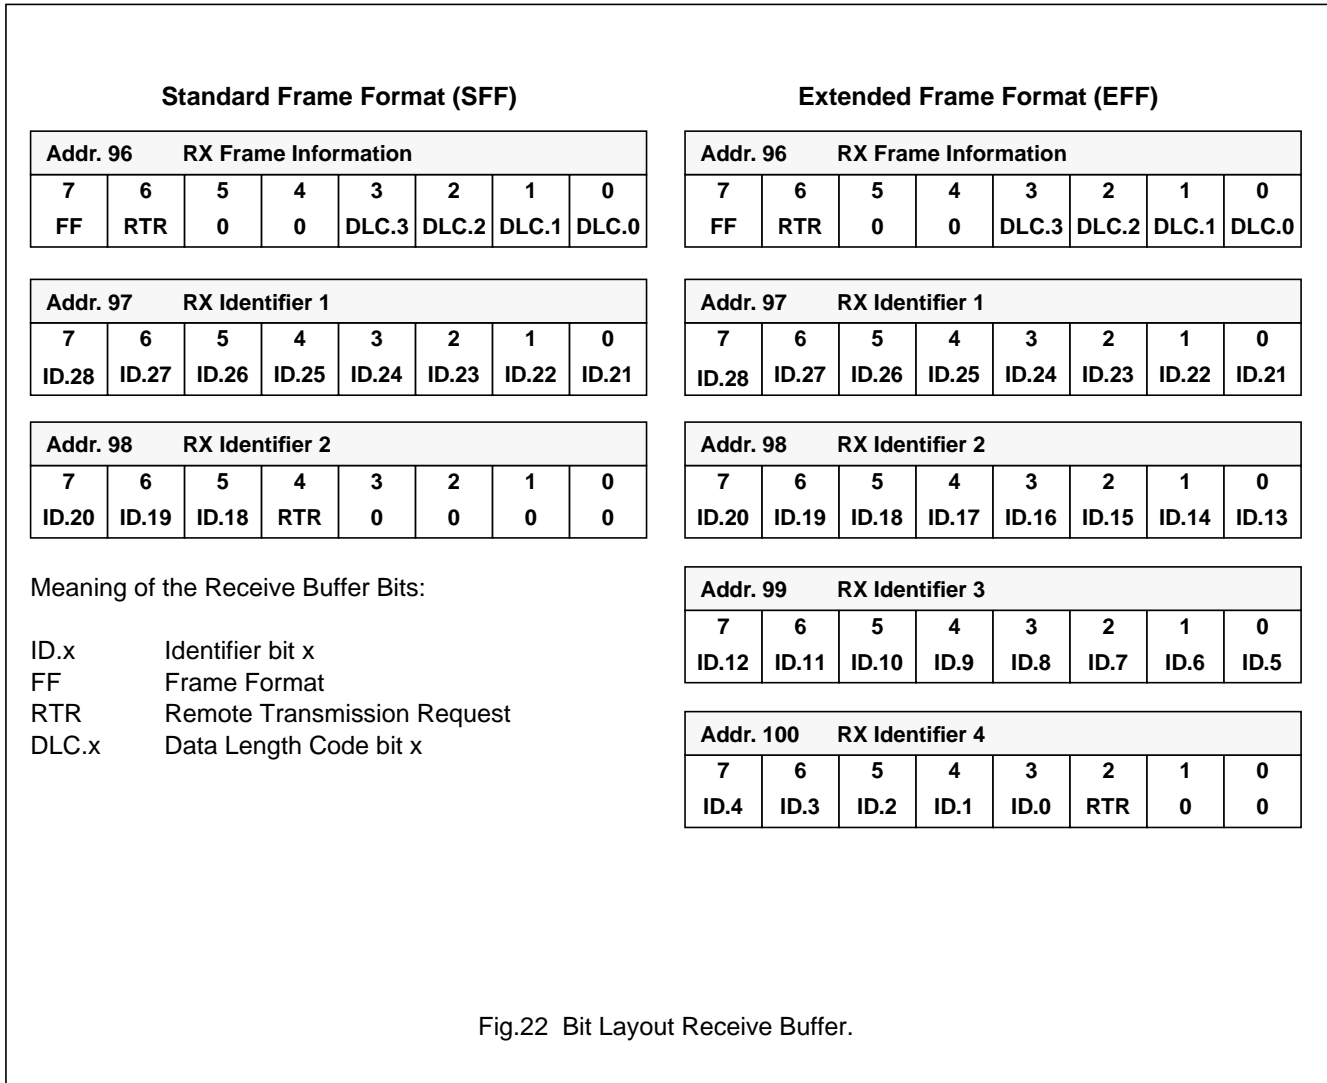 Standard Frame Format (SFF)
Addr. 96 RX Frame Information
7 6 5 4 3 2 1 0
FF RTR 0 0 DLC.3 DLC.2 DLC.1 DLC.0
Addr. 97 RX Identifier 1
7 6 5 4 3 2 1 0
ID.28 ID.27 ID.26 ID.25 ID.24 ID.23 ID.22 ID.21
Addr. 98 RX Identifier 2
7 6 5 4 3 2 1 0
ID.20 ID.19 ID.18 RTR 0 0 0 0
Meaning of the Receive Buffer Bits:
ID.x Identifier bit x
FF Frame Format
RTR Remote Transmission Request
DLC.x Data Length Code bit x
Extended Frame Format (EFF)
Addr. 96 RX Frame Information
7 6 5 4 3 2 1 0
FF RTR 0 0 DLC.3 DLC.2 DLC.1 DLC.0
Addr. 97 RX Identifier 1
7 6 5 4 3 2 1 0
ID.28 ID.27 ID.26 ID.25 ID.24 ID.23 ID.22 ID.21
Addr. 98 RX Identifier 2
7 6 5 4 3 2 1 0
ID.20 ID.19 ID.18 ID.17 ID.16 ID.15 ID.14 ID.13
Addr. 99 RX Identifier 3
7 6 5 4 3 2 1 0
ID.12 ID.11 ID.10 ID.9 ID.8 ID.7 ID.6 ID.5
Addr. 100 RX Identifier 4
7 6 5 4 3 2 1 0
ID.4 ID.3 ID.2 ID.1 ID.0 RTR 0 0
Fig.22 Bit Layout Receive Buffer.